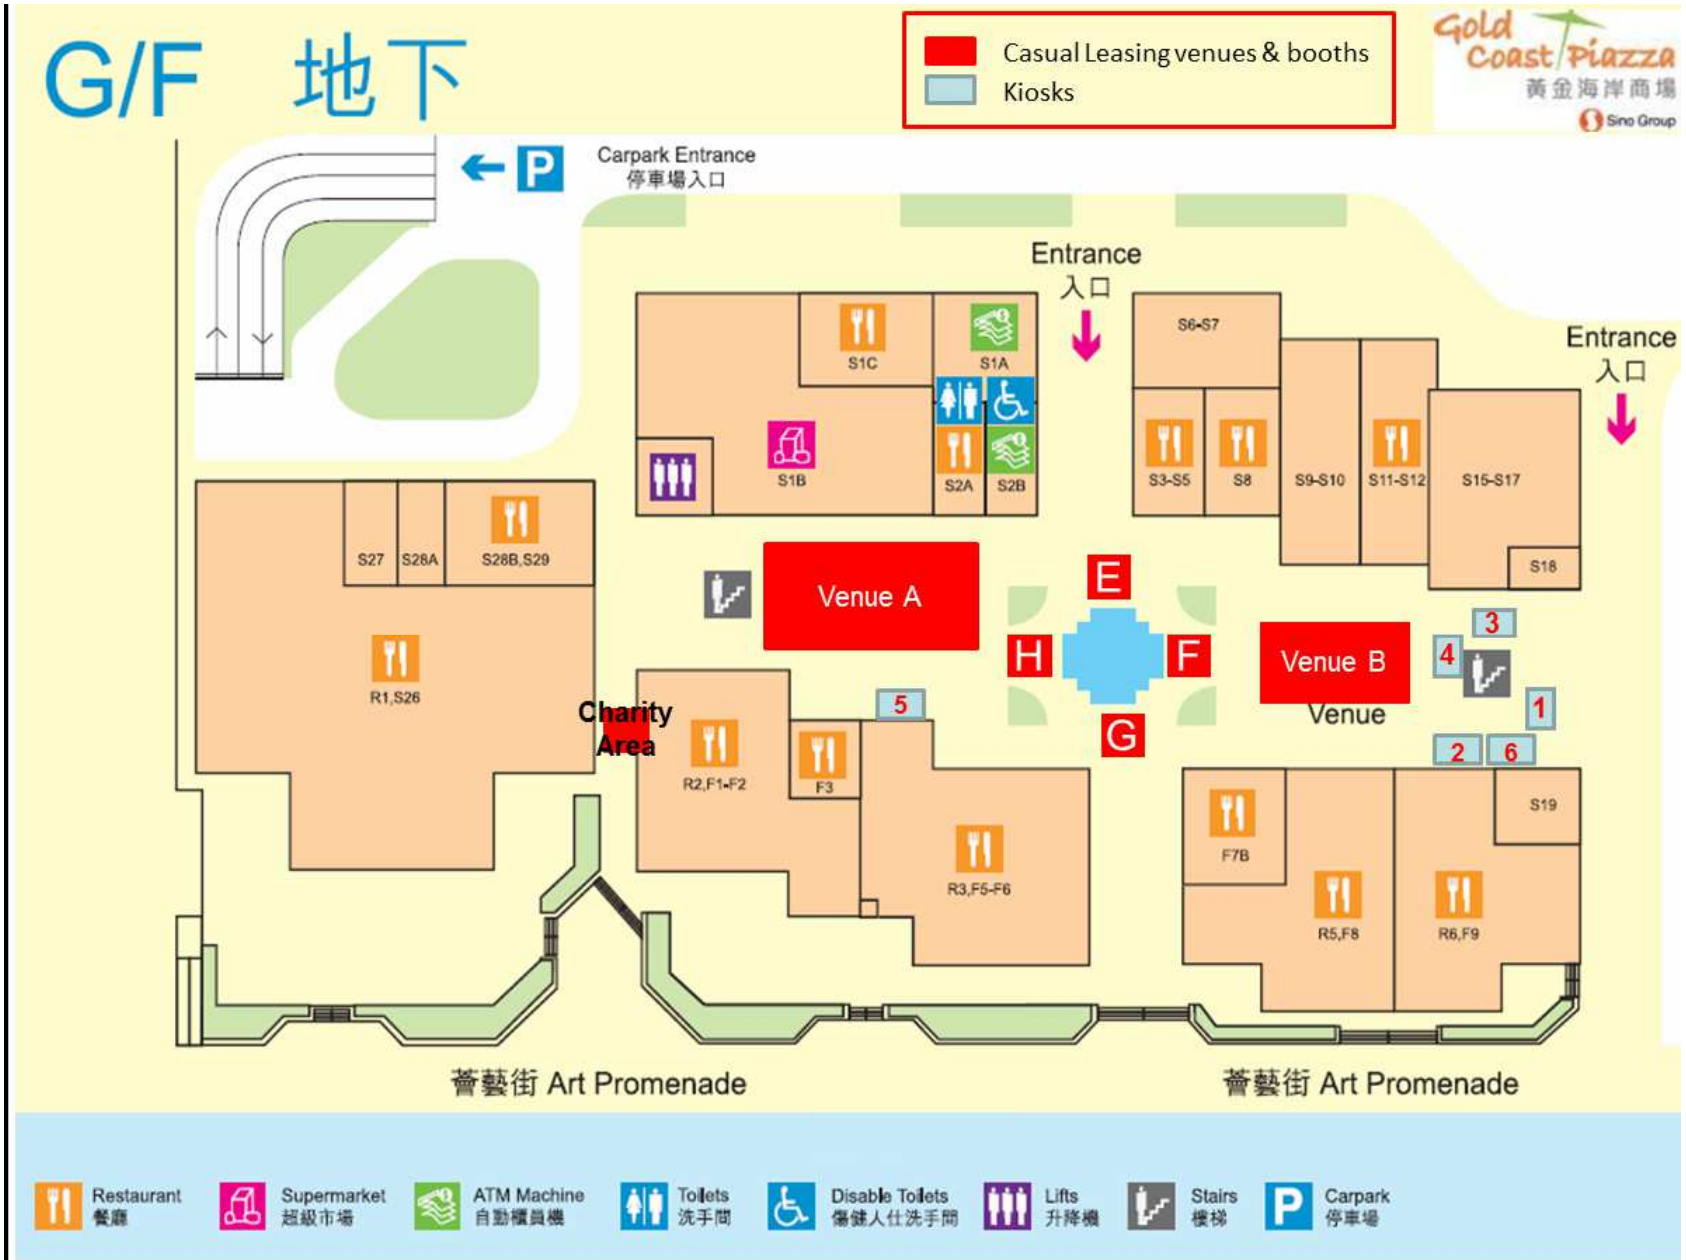 G/F 地下
Casual Leasing venues & booths
Kiosks
Gold
Coast Piazza
黃金海岸商場
Sino Group
P
Carpark Entrance
停車場入口
Entrance
入口
Entrance
入口
S1C
S1A
S1B
S2A
S2B
S6-S7
S3-S5
S8
S9-S10
S11-S12
S15-S17
S18
S27
S28A
S28B,S29
R1,S26
Venue A
E
H
F
G
Venue B
Venue
3
4
1
2
6
5
Charity
Area
R2,F1-F2
F3
R3,F5-F6
F7B
R5,F8
R6,F9
S19
薈藝街 Art Promenade
薈藝街 Art Promenade
Restaurant
餐廳
Supermarket
超級市場
ATM Machine
自動櫃員機
Toilets
洗手間
Disable Toilets
傷健人仕洗手間
Lifts
升降機
Stairs
樓梯
P
Carpark
停車場